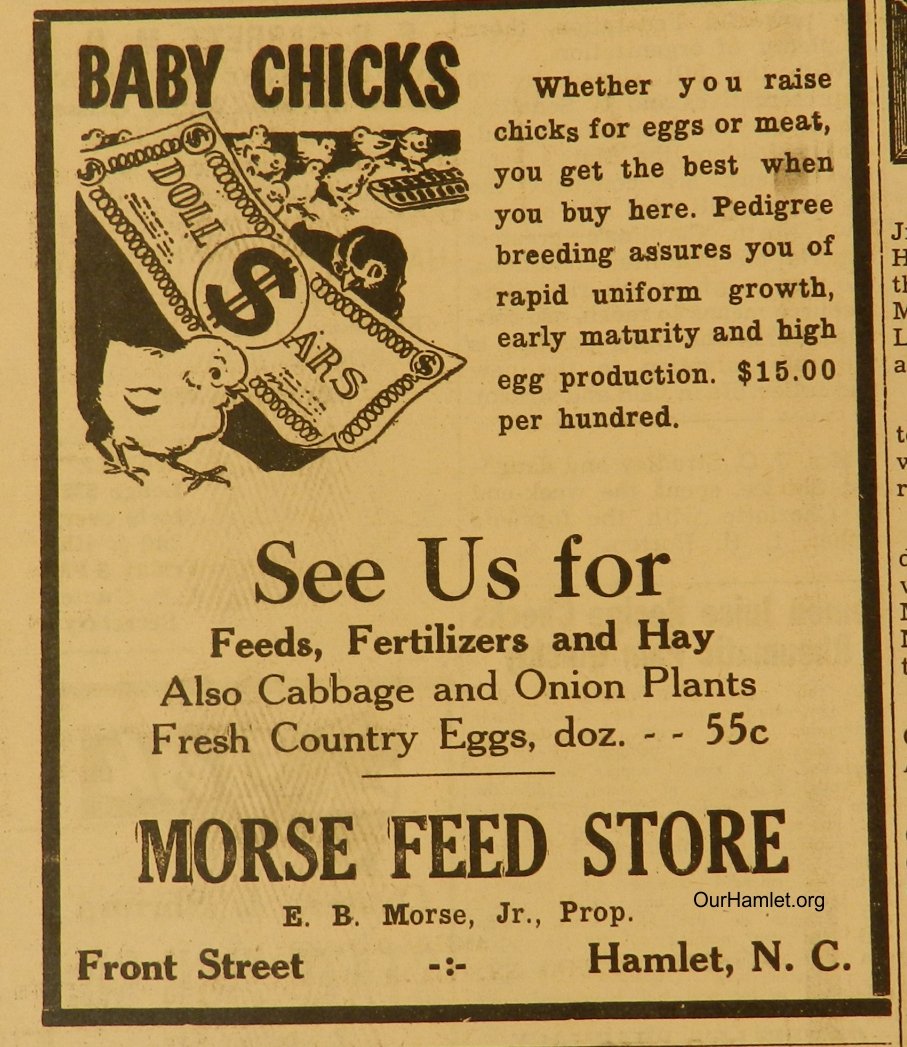 BABY CHICKS
DOLL $ ARS
Whether you raise
chicks for eggs or meat,
you get the best when
you buy here. Pedigree
breeding assures you of
rapid uniform growth,
early maturity and high
egg production. $15.00
per hundred.
See Us for
Feeds, Fertilizers and Hay
Also Cabbage and Onion Plants
Fresh Country Eggs, doz. - - 55c
MORSE FEED STORE
OurHamlet.org
E. B. Morse, Jr., Prop.
Front Street -:- Hamlet, N. C.